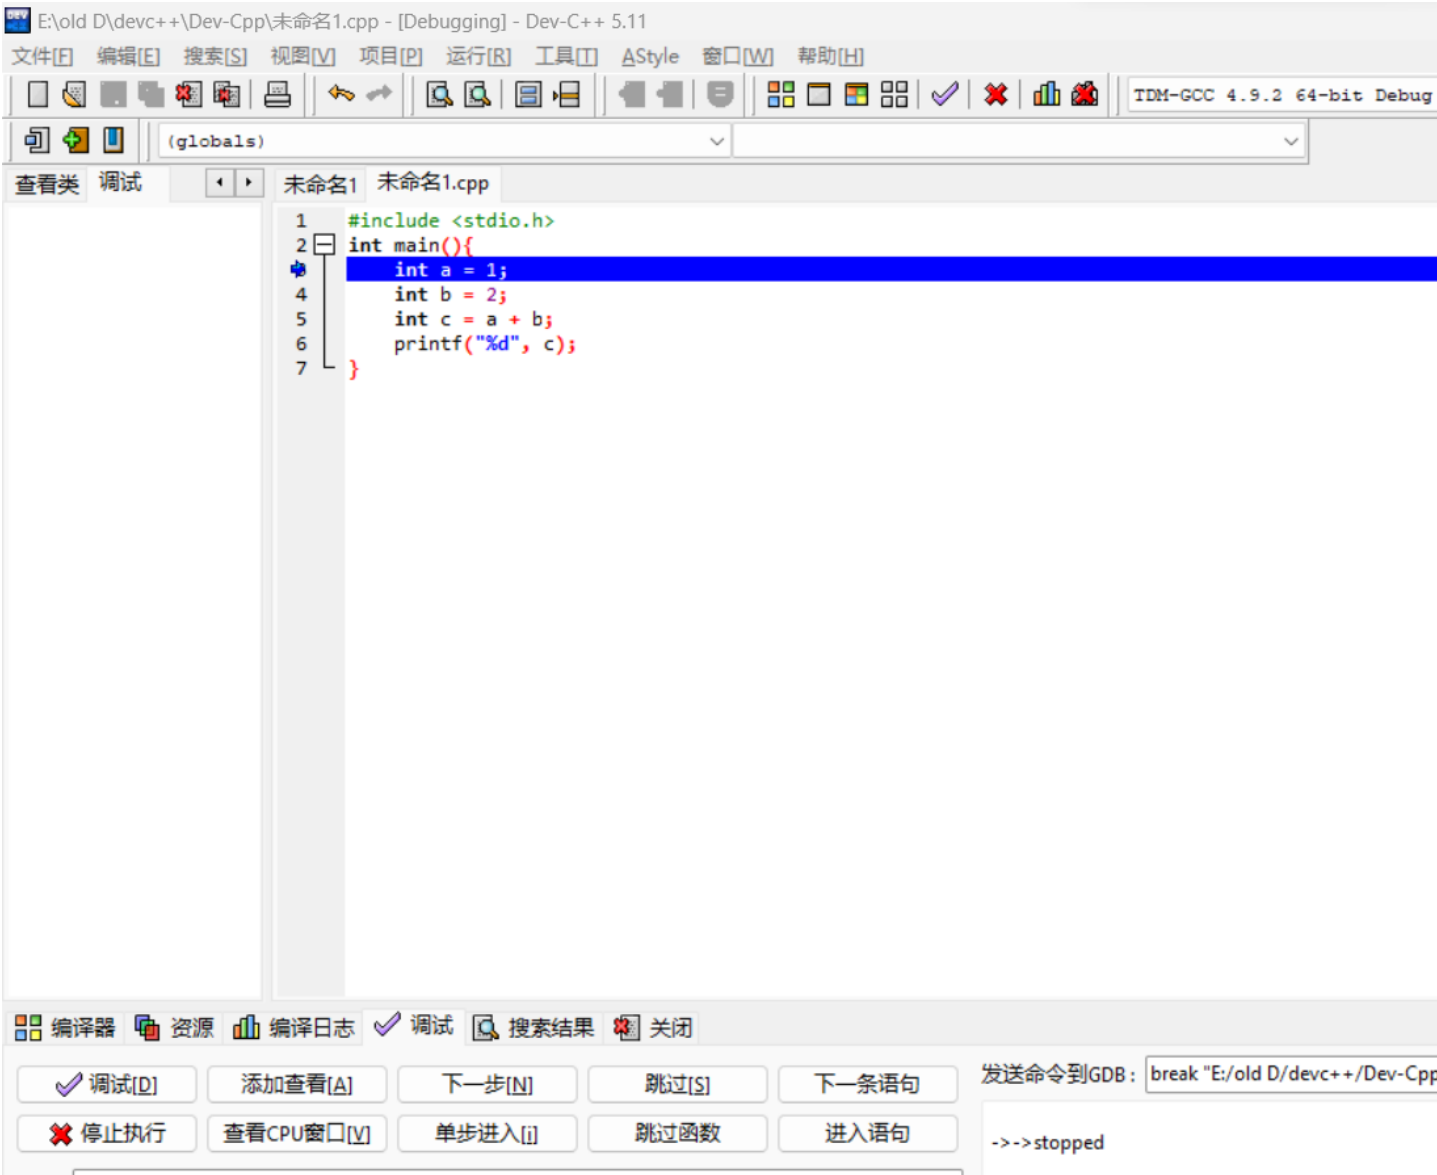 E:\old D\devc++\Dev-Cpp\未命名1.cpp - [Debugging] - Dev-C++ 5.11
文件[F] 编辑[E] 搜索[S] 视图[V] 项目[P] 运行[R] 工具[T] AStyle 窗口[W] 帮助[H]
TDM-GCC 4.9.2 64-bit Debug
(globals)
查看类 调试 未命名1 未命名1.cpp
1 #include <stdio.h>
2 int main(){
int a = 1;
4 int b = 2;
5 int c = a + b;
6 printf("%d", c);
7 }
编译器 资源 编译日志 调试 搜索结果 关闭
调试[D] 添加查看[A] 下一步[N] 跳过[S] 下一条语句 发送命令到GDB: break "E:/old D/devc++/Dev-Cpp
停止执行 查看CPU窗口[V] 单步进入[i] 跳过函数 进入语句
->->stopped